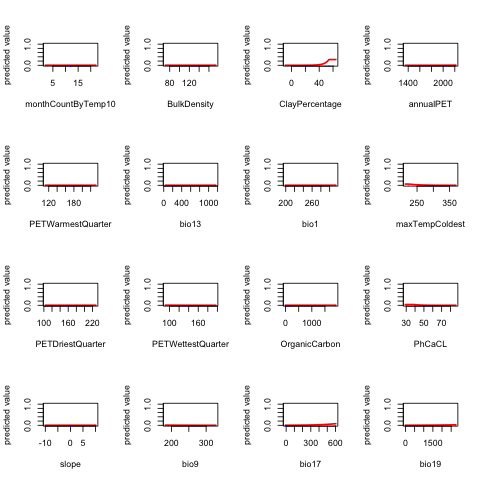 predicted value 0.0 1.0 5 15 monthCountByTemp10
predicted value 0.0 1.0 80 120 BulkDensity
predicted value 0.0 1.0 0 40 ClayPercentage
predicted value 0.0 1.0 1400 2000 annualPET
predicted value 0.0 1.0 120 180 PETWarmestQuarter
predicted value 0.0 1.0 0 400 1000 bio13
predicted value 0.0 1.0 200 260 bio1
predicted value 0.0 1.0 250 350 maxTempColdest
predicted value 0.0 1.0 100 160 220 PETDriestQuarter
predicted value 0.0 1.0 100 160 PETWettestQuarter
predicted value 0.0 1.0 0 1000 OrganicCarbon
predicted value 0.0 1.0 30 50 70 PhCaCL
predicted value 0.0 1.0 -10 0 5 slope
predicted value 0.0 1.0 200 300 bio9
predicted value 0.0 1.0 0 300 600 bio17
predicted value 0.0 1.0 0 1500 bio19